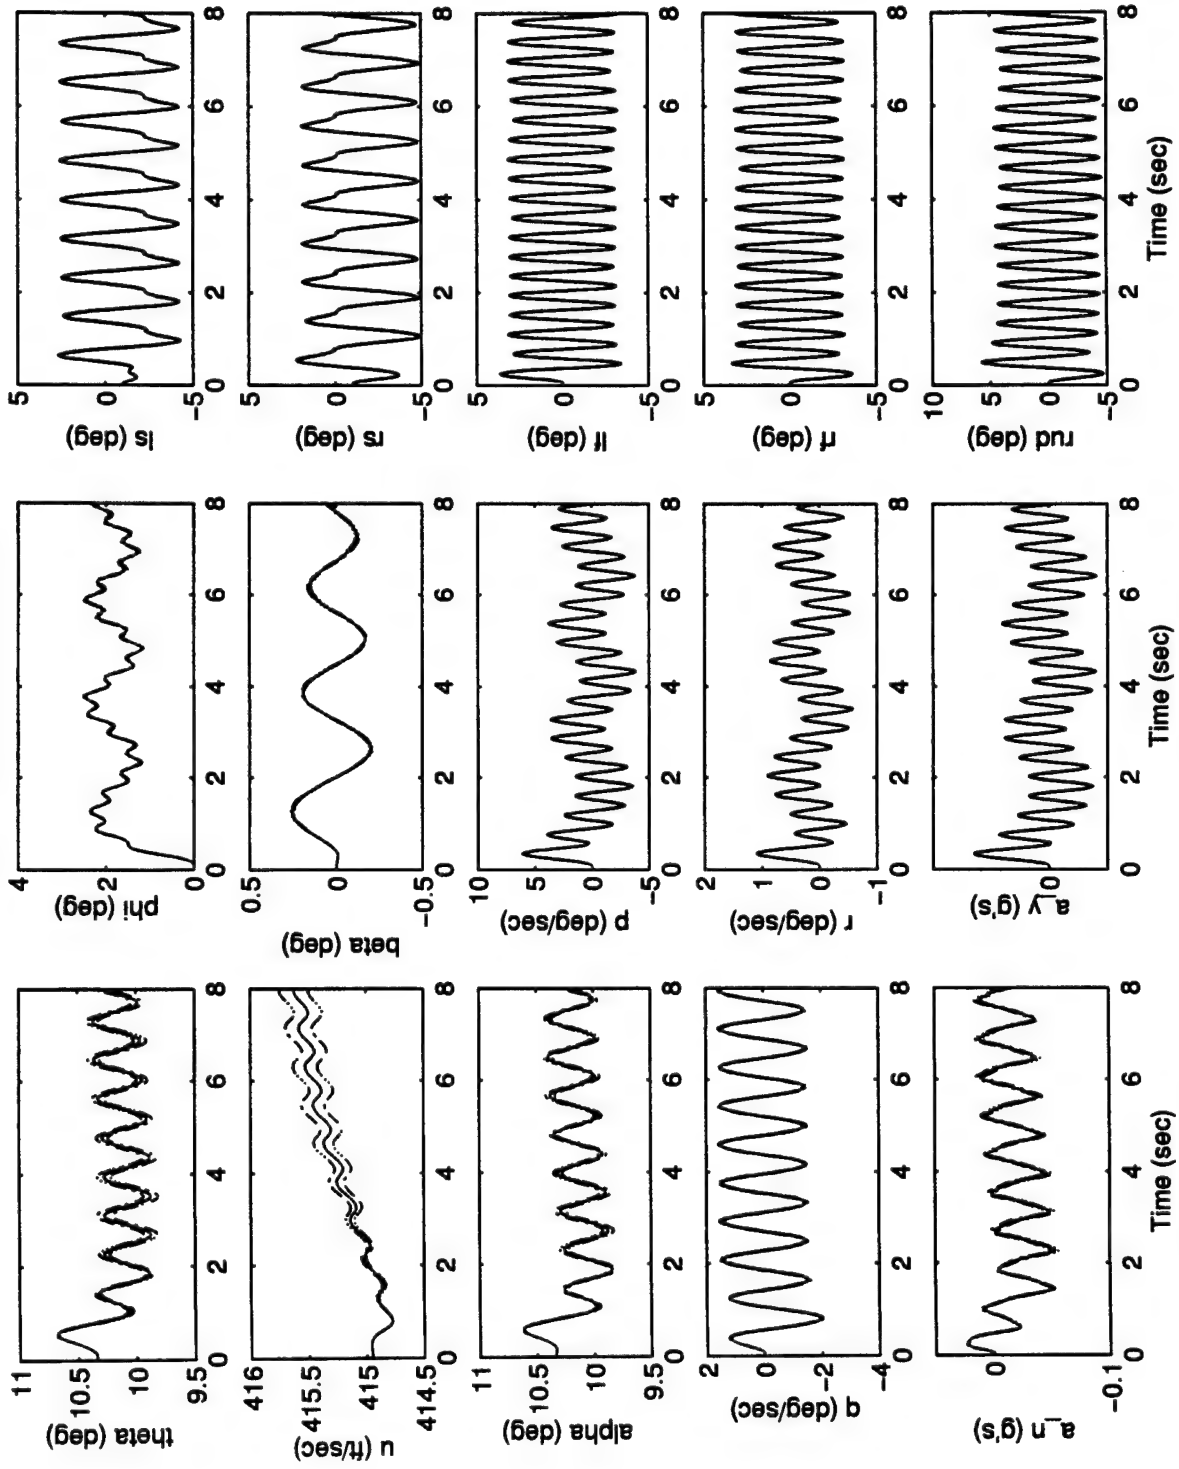 theta (deg)
11
10.5
10
9.5
0 2 4 6 8
phi (deg)
4
2
0
0 2 4 6 8
ls (deg)
5
0
-5
0 2 4 6 8
u (ft/sec)
416
415.5
415
414.5
0 2 4 6 8
beta (deg)
0.5
0
-0.5
0 2 4 6 8
rs (deg)
5
0
-5
0 2 4 6 8
alpha (deg)
11
10.5
10
9.5
0 2 4 6 8
p (deg/sec)
10
5
0
-5
0 2 4 6 8
lf (deg)
5
0
-5
0 2 4 6 8
q (deg/sec)
2
0
-2
-4
0 2 4 6 8
r (deg/sec)
2
1
0
-1
0 2 4 6 8
rf (deg)
5
0
-5
0 2 4 6 8
a_n (g's)
0
-0.1
0 2 4 6 8
Time (sec)
a_y (g's)
0
0 2 4 6 8
Time (sec)
rud (deg)
10
5
0
-5
0 2 4 6 8
Time (sec)